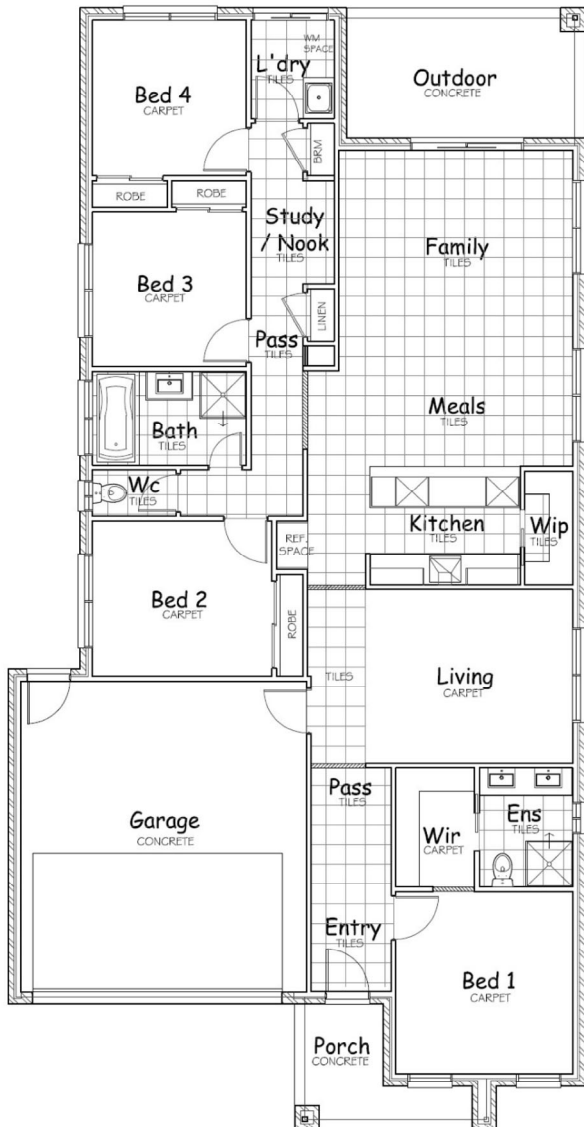 WM
SPACE
L'dry
TILES
Bed 4
CARPET
Outdoor
CONCRETE
BRM
ROBE
ROBE
Study
/ Nook
TILES
Family
TILES
Bed 3
CARPET
LINEN
Pass
TILES
Meals
TILES
Bath
TILES
Wc
TILES
Kitchen
TILES
Wip
TILES
REF.
SPACE
Bed 2
CARPET
ROBE
TILES
Living
CARPET
Pass
TILES
Garage
CONCRETE
Wir
CARPET
Ens
TILES
Entry
TILES
Bed 1
CARPET
Porch
CONCRETE